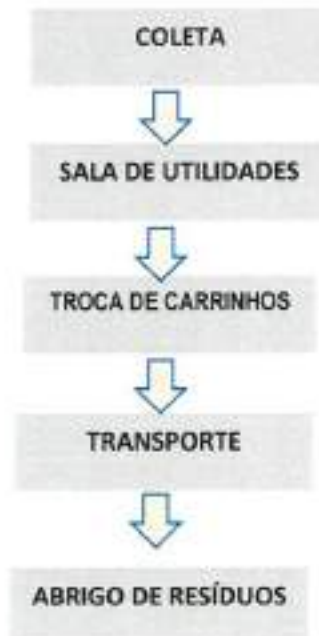 COLETA
SALA DE UTILIDADES
TROCA DE CARRINHOS
TRANSPORTE
ABRIGO DE RESÍDUOS